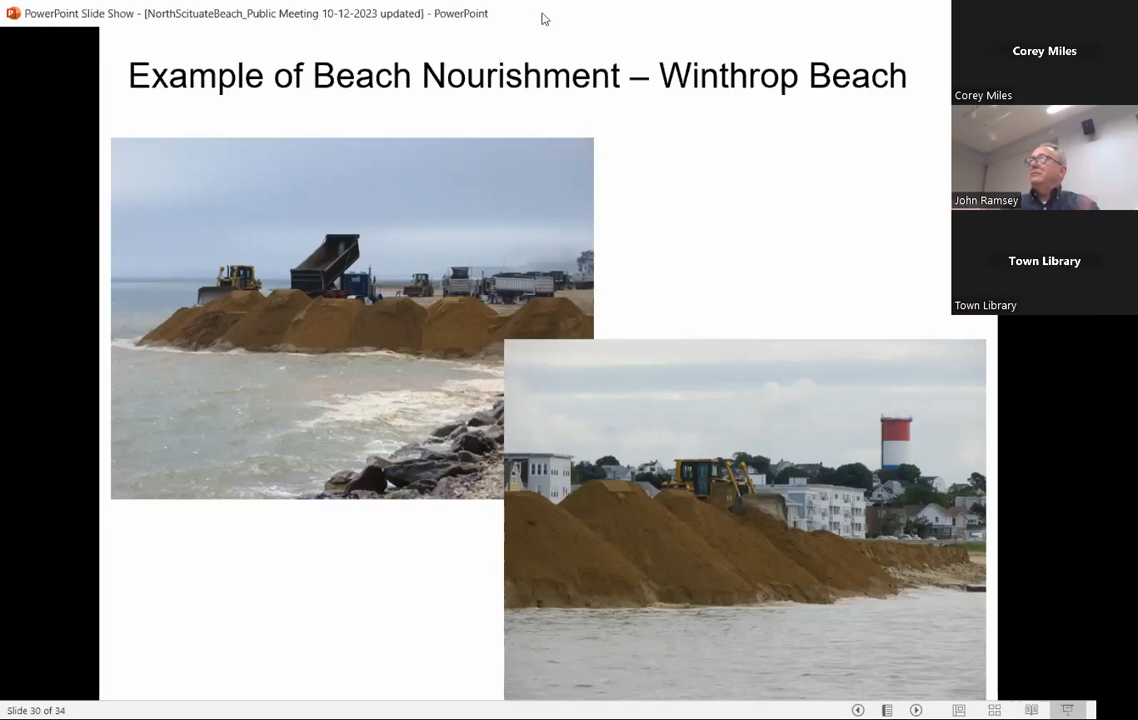 PowerPoint Slide Show - [NorthScituateBeach_Public Meeting 10-12-2023 updated] - PowerPoint
Example of Beach Nourishment – Winthrop Beach
Corey Miles
Corey Miles
John Ramsey
Town Library
Town Library
Slide 30 of 34